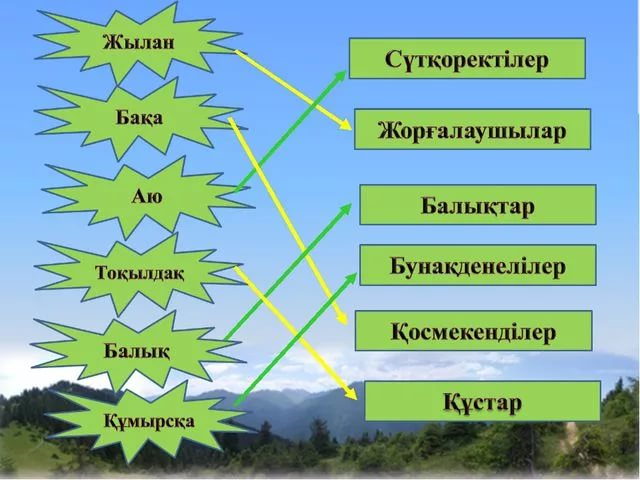 Жылан
Бақа
Аю
Тоқылдақ
Балық
Құмырсқа
Сүтқоректілер
Жорғалаушылар
Балықтар
Бунақденелілер
Қосмекенділер
Құстар